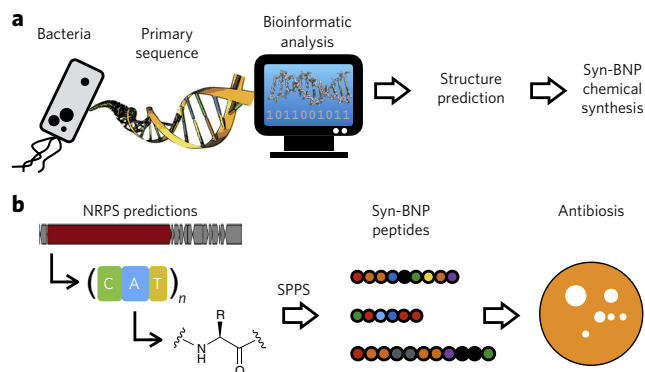 a
Bacteria
Primary
sequence
Bioinformatic
analysis
1011001011
Structure
prediction
Syn-BNP
chemical
synthesis
b
NRPS predictions
Syn-BNP
peptides
Antibiosis
(C A T)n
SPPS
R
N
H
O